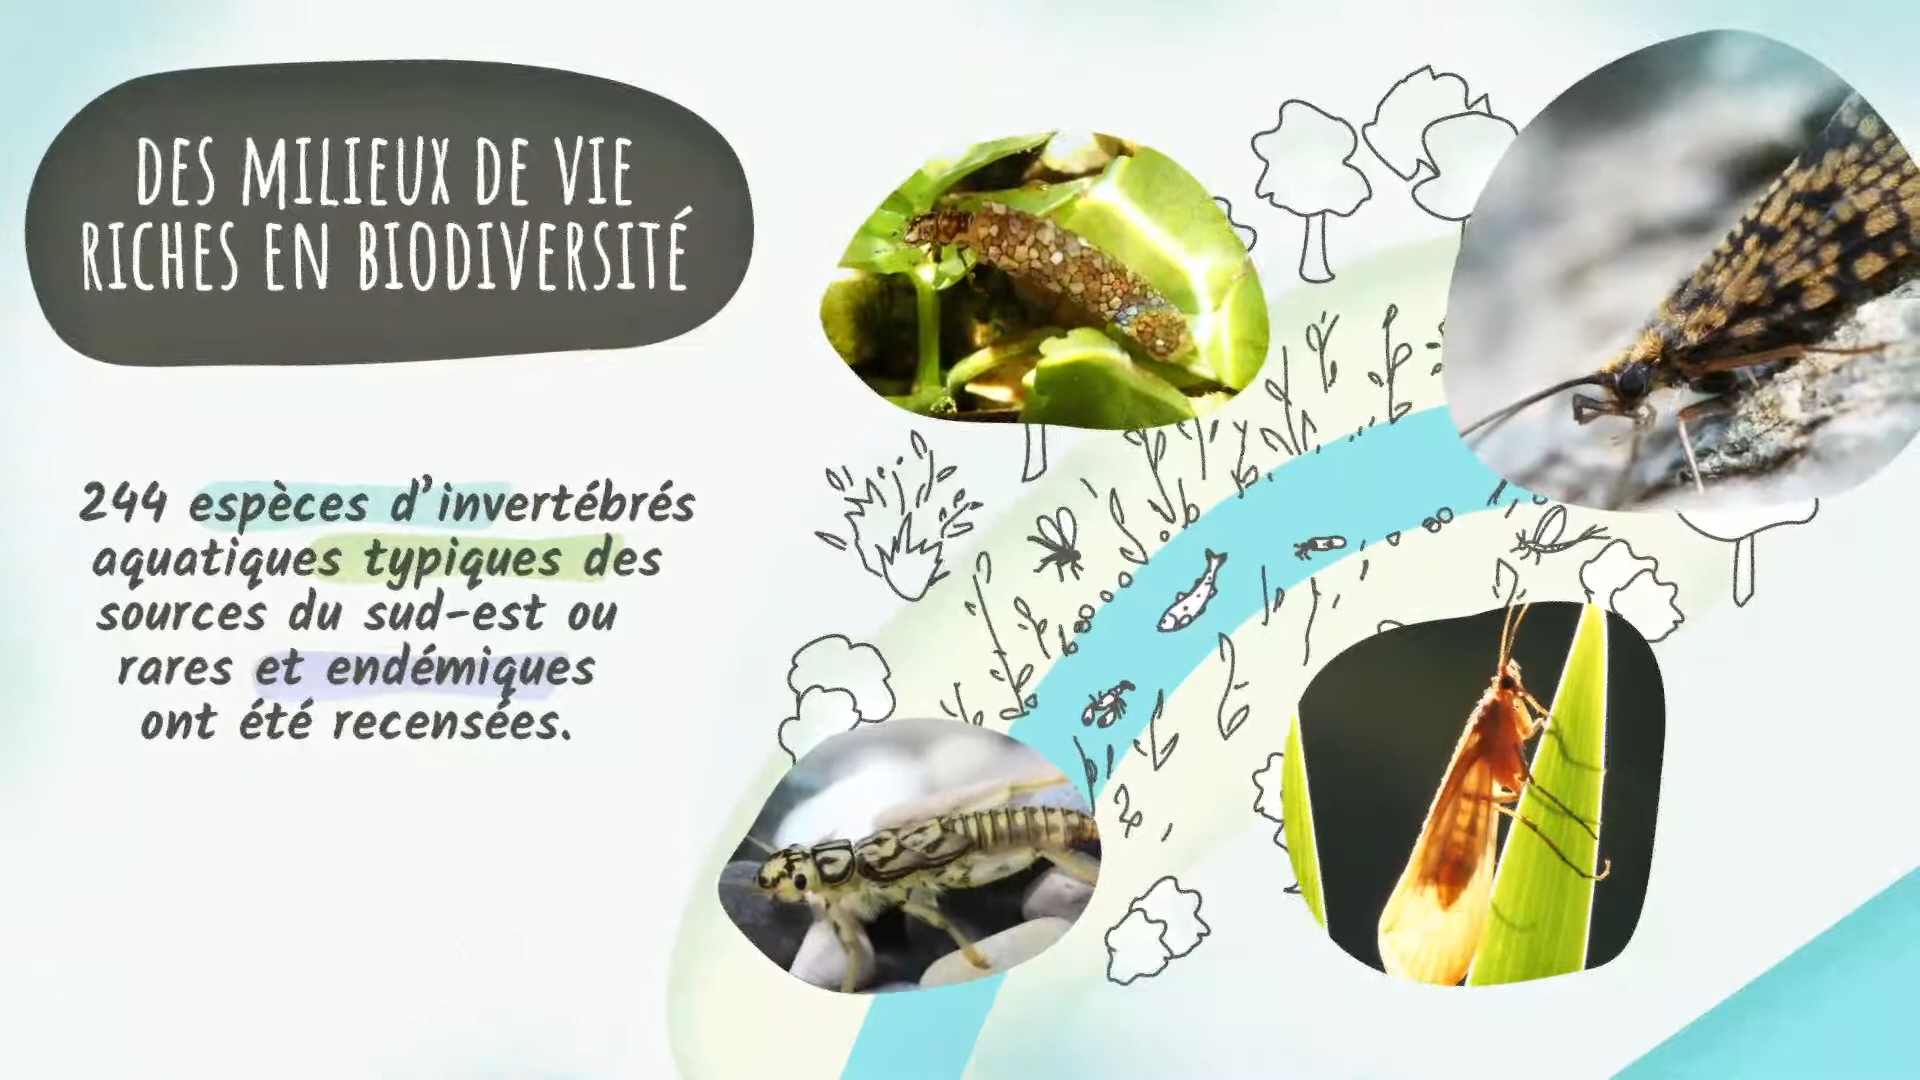 DES MILIEUX DE VIE
RICHES EN BIODIVERSITÉ
244 espèces d'invertébrés
aquatiques typiques des
sources du sud-est ou
rares et endémiques
ont été recensées.